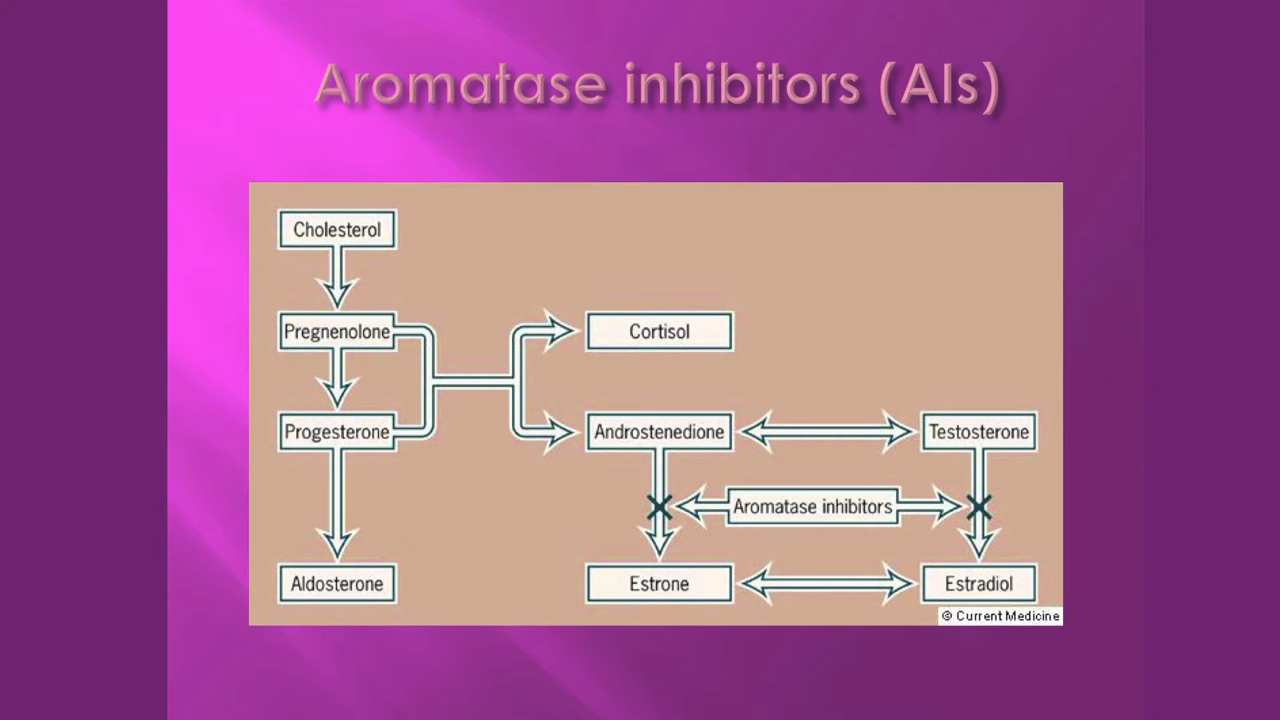 Aromatase inhibitors (AIs)
Cholesterol
Pregnenolone
Cortisol
Progesterone
Androstenedione
Testosterone
Aromatase inhibitors
Aldosterone
Estrone
Estradiol
© Current Medicine